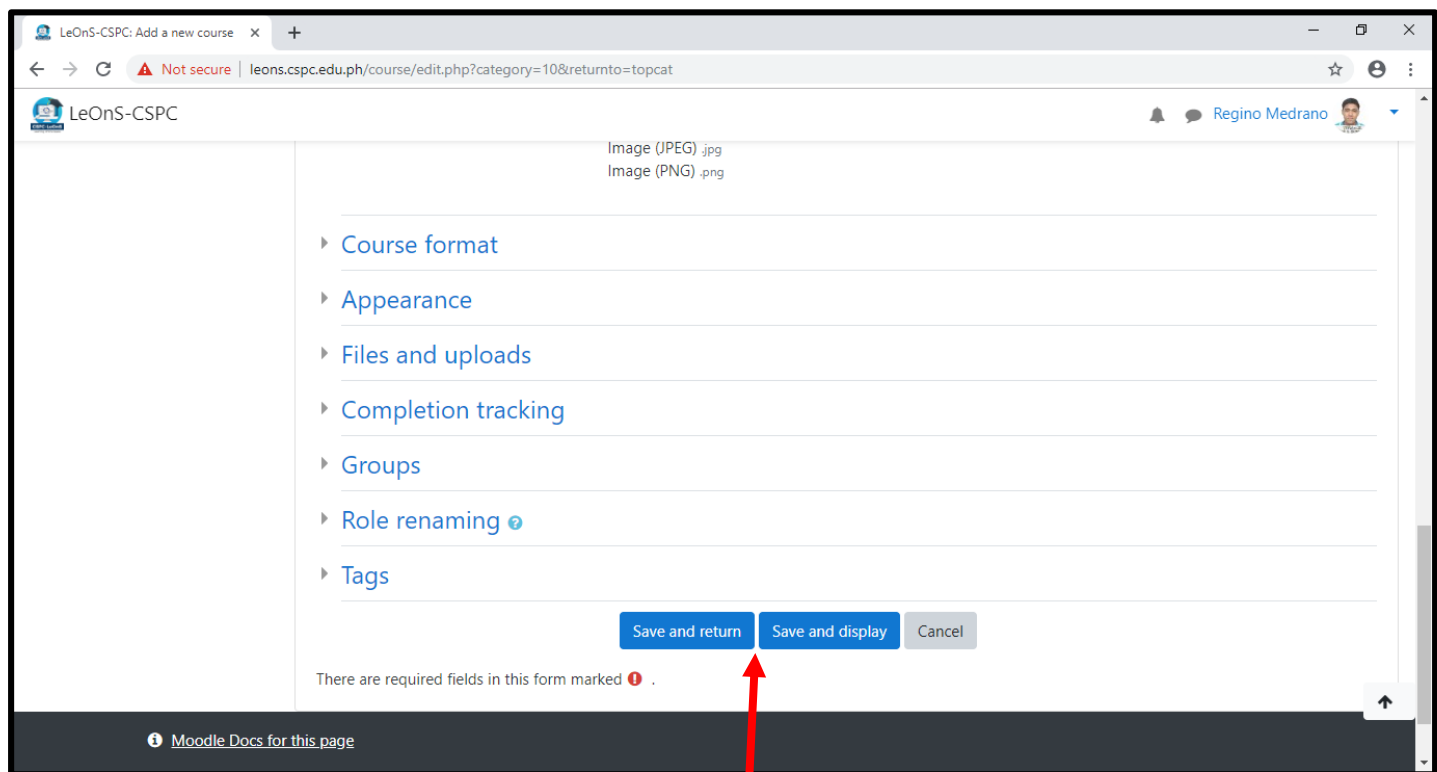 LeOnS-CSPC: Add a new course
Not secure | leons.cspc.edu.ph/course/edit.php?category=10&returnto=topcat
LeOnS-CSPC Regino Medrano
Image (JPEG) .jpg
Image (PNG) .png
Course format
Appearance
Files and uploads
Completion tracking
Groups
Role renaming
Tags
Save and return Save and display Cancel
There are required fields in this form marked .
Moodle Docs for this page